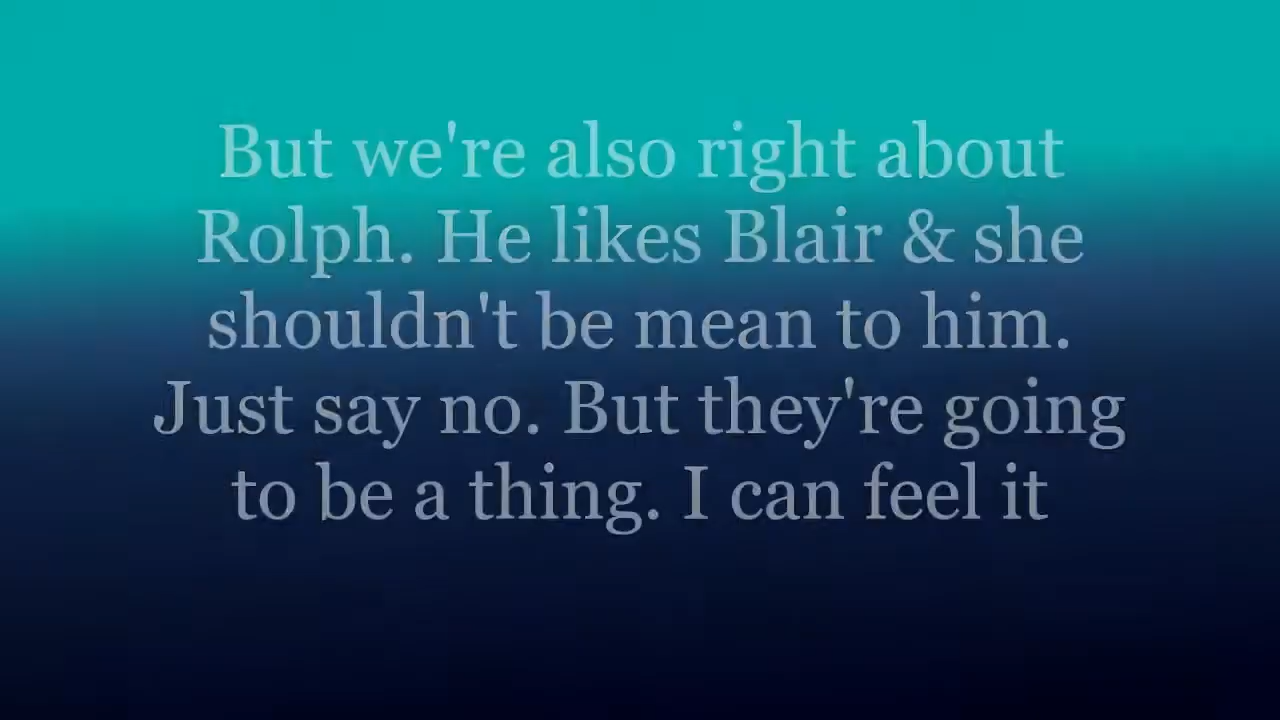 But we're also right about
Rolph. He likes Blair & she
shouldn't be mean to him.
Just say no. But they're going
to be a thing. I can feel it